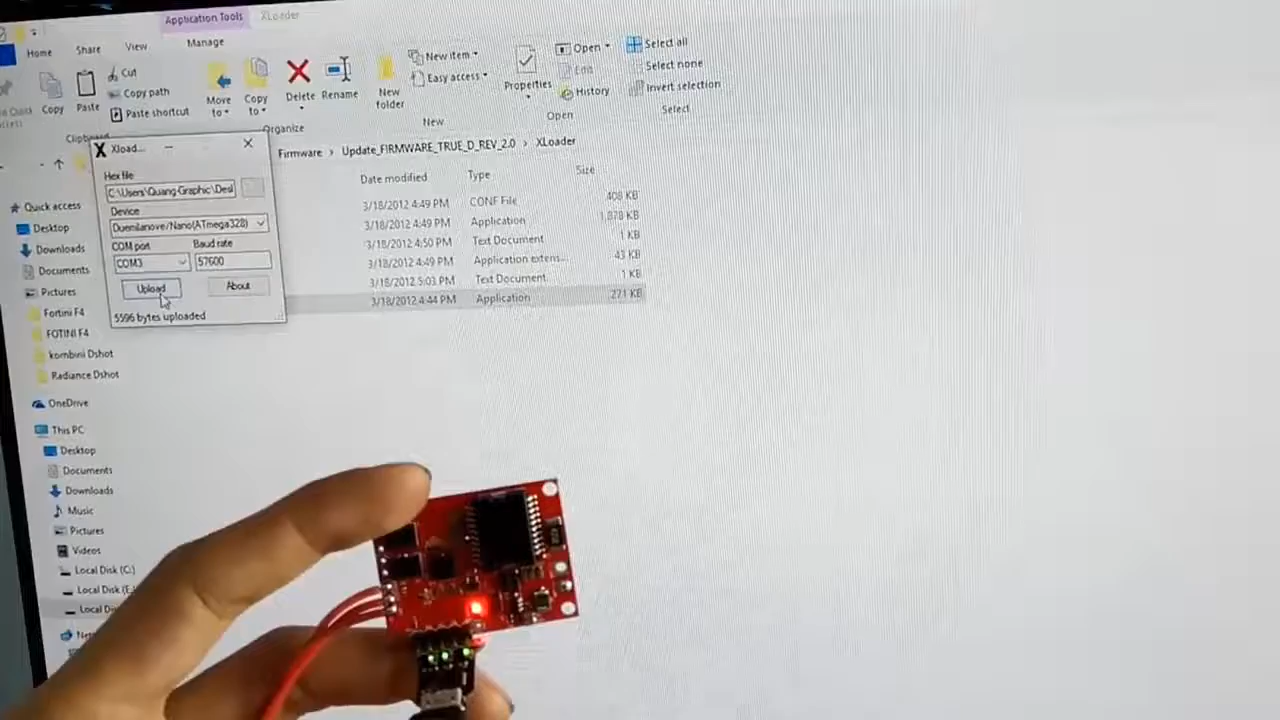 Application Tools XLoader
Home Share View Manage
Copy Paste Cut Copy path Paste shortcut
Move to Copy to Delete Rename New folder
New item Easy access
Properties Open Edit History
Select all Select none Invert selection
Organize New Open Select
Firmware > Update_FIRMWARE_TRUE_D_REV_2.0 > XLoader
Date modified Type Size
3/18/2012 4:49 PM CONF File 408 KB
3/18/2012 4:49 PM Application 1,878 KB
3/18/2012 4:50 PM Text Document 1 KB
3/18/2012 4:49 PM Application extens... 43 KB
3/18/2012 5:03 PM Text Document 1 KB
3/18/2012 4:44 PM Application 271 KB
X Xload...
Hex file
C:\Users\Quang-Graphic\Desl
Device
Duemilanove/Nano(ATmega328)
COM port Baud rate
COM3 57600
Upload About
5596 bytes uploaded
Quick access
Desktop
Downloads
Documents
Pictures
Fortini F4
FOTINI F4
kombini Dshot
Radiance Dshot
OneDrive
This PC
Desktop
Documents
Downloads
Music
Pictures
Videos
Local Disk (C:)
Local Disk (E:
Local Dis